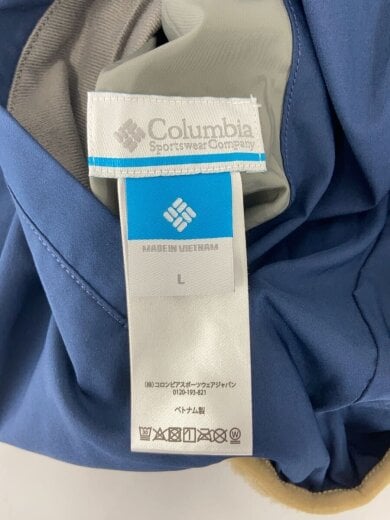 Columbia
Sportswear Company
MADE IN VIETNAM
L
(株)コロンビアスポーツウェアジャパン
0120-193-821
ベトナム製